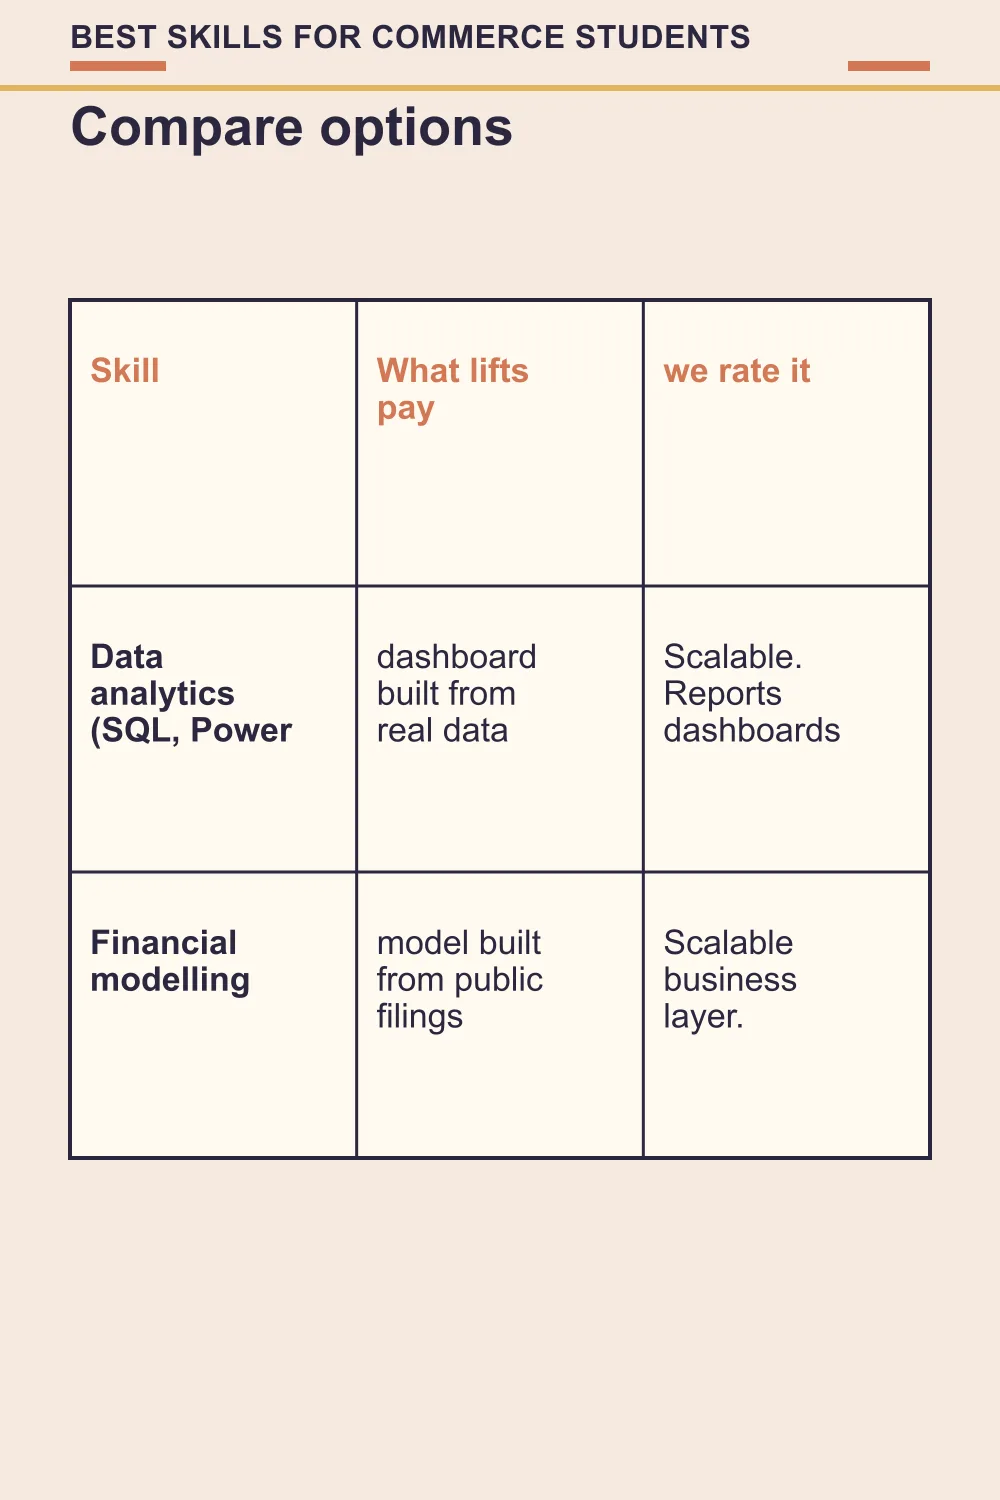 BEST SKILLS FOR COMMERCE STUDENTS
Compare options
Skill
What lifts
pay
we rate it
Data
analytics
(SQL, Power
dashboard
built from
real data
Scalable.
Reports
dashboards
Financial
modelling
model built
from public
filings
Scalable
business
layer.